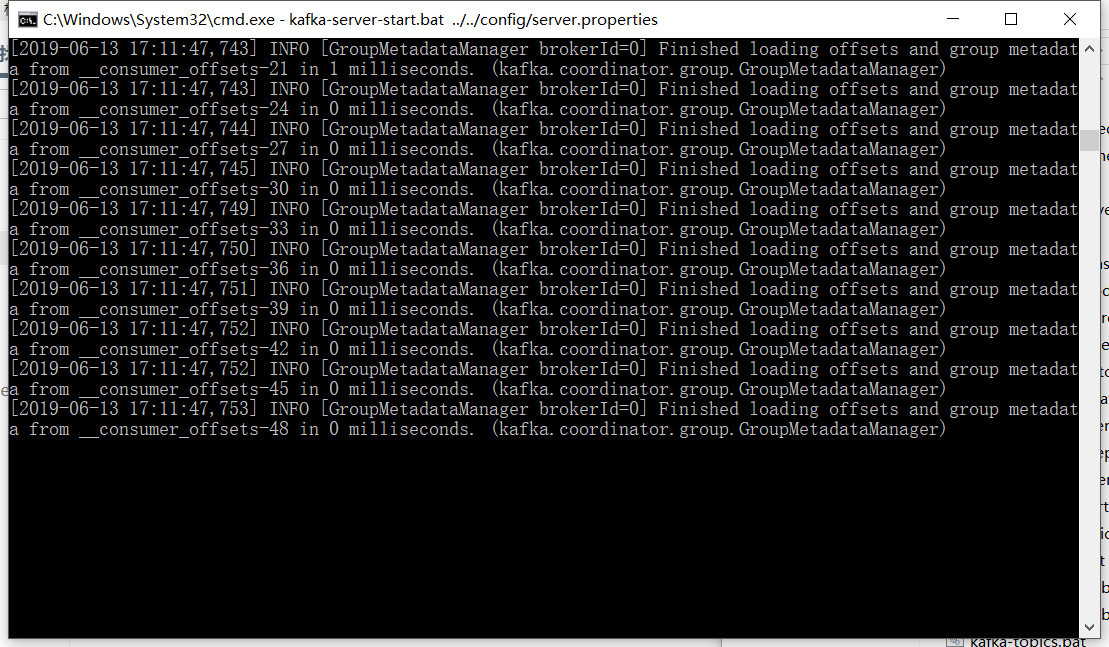 C:\Windows\System32\cmd.exe - kafka-server-start.bat ../../config/server.properties
[2019-06-13 17:11:47,743] INFO [GroupMetadataManager brokerId=0] Finished loading offsets and group metadat
a from __consumer_offsets-21 in 1 milliseconds. (kafka.coordinator.group.GroupMetadataManager)
[2019-06-13 17:11:47,743] INFO [GroupMetadataManager brokerId=0] Finished loading offsets and group metadat
a from __consumer_offsets-24 in 0 milliseconds. (kafka.coordinator.group.GroupMetadataManager)
[2019-06-13 17:11:47,744] INFO [GroupMetadataManager brokerId=0] Finished loading offsets and group metadat
a from __consumer_offsets-27 in 0 milliseconds. (kafka.coordinator.group.GroupMetadataManager)
[2019-06-13 17:11:47,745] INFO [GroupMetadataManager brokerId=0] Finished loading offsets and group metadat
a from __consumer_offsets-30 in 0 milliseconds. (kafka.coordinator.group.GroupMetadataManager)
[2019-06-13 17:11:47,749] INFO [GroupMetadataManager brokerId=0] Finished loading offsets and group metadat
a from __consumer_offsets-33 in 0 milliseconds. (kafka.coordinator.group.GroupMetadataManager)
[2019-06-13 17:11:47,750] INFO [GroupMetadataManager brokerId=0] Finished loading offsets and group metadat
a from __consumer_offsets-36 in 0 milliseconds. (kafka.coordinator.group.GroupMetadataManager)
[2019-06-13 17:11:47,751] INFO [GroupMetadataManager brokerId=0] Finished loading offsets and group metadat
a from __consumer_offsets-39 in 0 milliseconds. (kafka.coordinator.group.GroupMetadataManager)
[2019-06-13 17:11:47,752] INFO [GroupMetadataManager brokerId=0] Finished loading offsets and group metadat
a from __consumer_offsets-42 in 0 milliseconds. (kafka.coordinator.group.GroupMetadataManager)
[2019-06-13 17:11:47,752] INFO [GroupMetadataManager brokerId=0] Finished loading offsets and group metadat
a from __consumer_offsets-45 in 0 milliseconds. (kafka.coordinator.group.GroupMetadataManager)
[2019-06-13 17:11:47,753] INFO [GroupMetadataManager brokerId=0] Finished loading offsets and group metadat
a from __consumer_offsets-48 in 0 milliseconds. (kafka.coordinator.group.GroupMetadataManager)
kafka-topics.bat